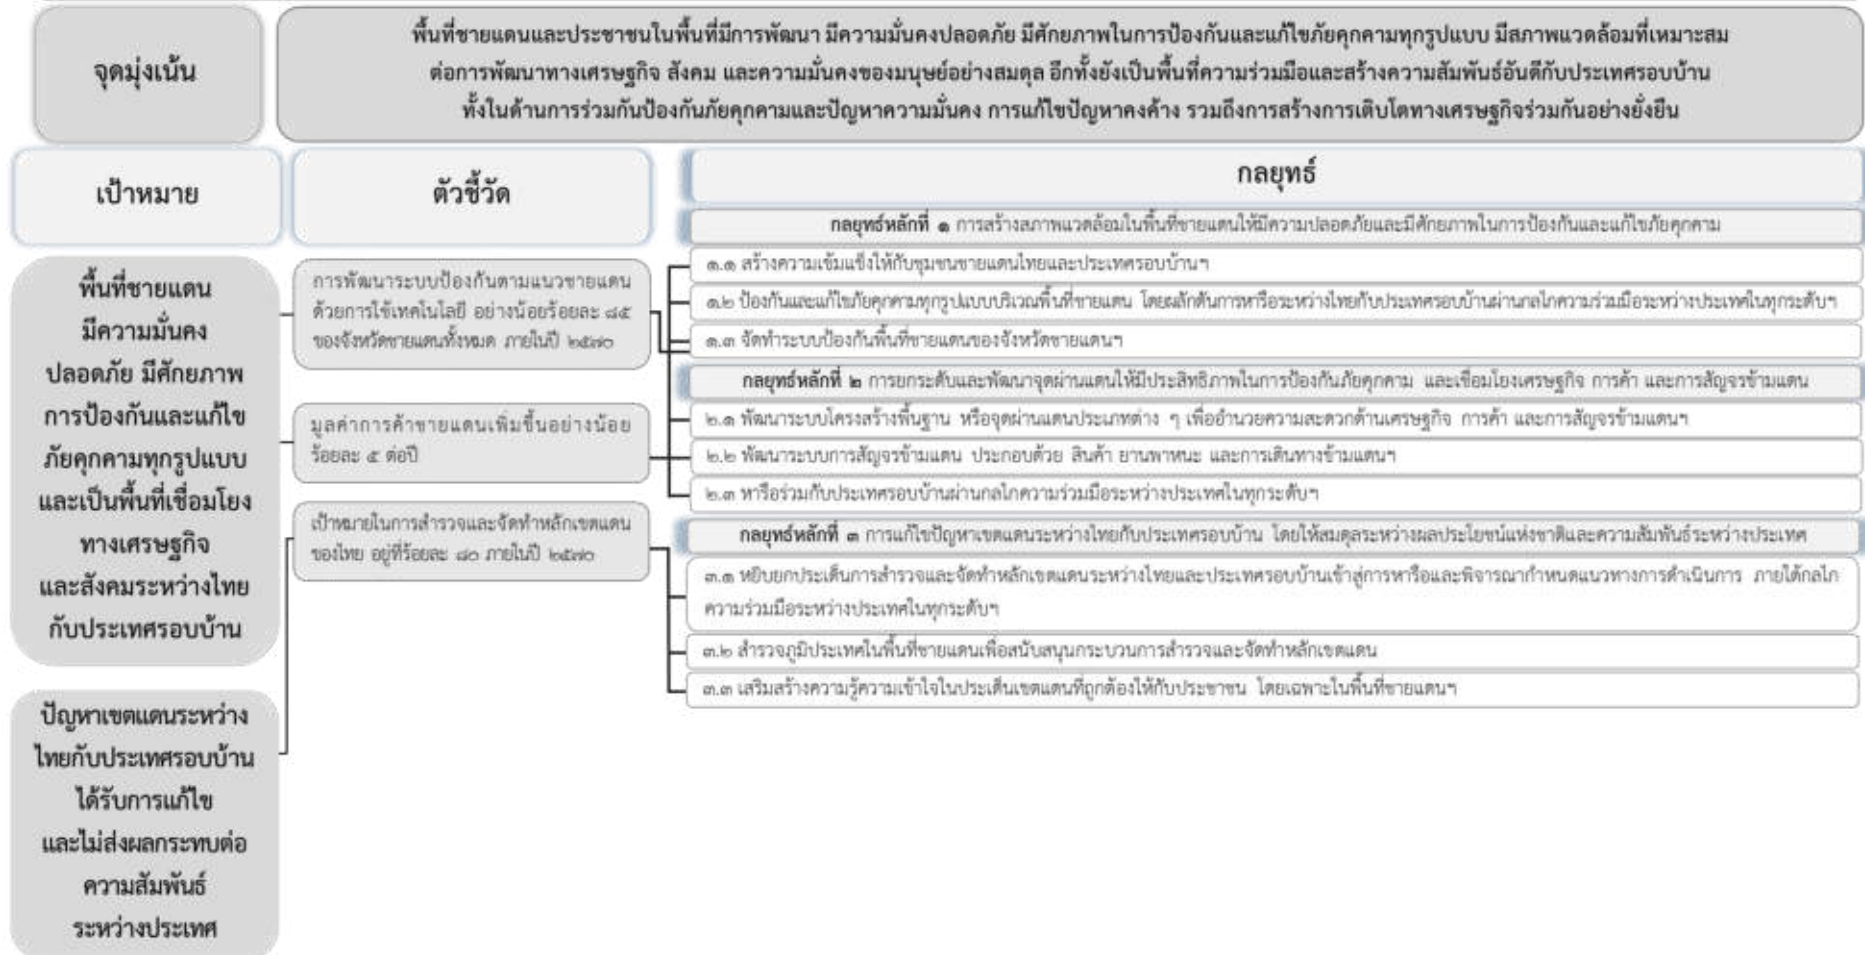 จุดมุ่งเน้น
พื้นที่ชายแดนและประชาชนในพื้นที่มีการพัฒนา มีความมั่นคงปลอดภัย มีศักยภาพในการป้องกันและแก้ไขภัยคุกคามทุกรูปแบบ มีสภาพแวดล้อมที่เหมาะสม
ต่อการพัฒนาทางเศรษฐกิจ สังคม และความมั่นคงของมนุษย์อย่างสมดุล อีกทั้งยังเป็นพื้นที่ความร่วมมือและสร้างความสัมพันธ์อันดีกับประเทศรอบบ้าน
ทั้งในด้านการร่วมกันป้องกันภัยคุกคามและปัญหาความมั่นคง การแก้ไขปัญหาคงค้าง รวมถึงการสร้างการเติบโตทางเศรษฐกิจร่วมกันอย่างยั่งยืน
เป้าหมาย
ตัวชี้วัด
กลยุทธ์
พื้นที่ชายแดน
มีความมั่นคง
ปลอดภัย มีศักยภาพ
การป้องกันและแก้ไข
ภัยคุกคามทุกรูปแบบ
และเป็นพื้นที่เชื่อมโยง
ทางเศรษฐกิจ
และสังคมระหว่างไทย
กับประเทศรอบบ้าน
ปัญหาเขตแดนระหว่าง
ไทยกับประเทศรอบบ้าน
ได้รับการแก้ไข
และไม่ส่งผลกระทบต่อ
ความสัมพันธ์
ระหว่างประเทศ
การพัฒนาระบบป้องกันตามแนวชายแดน
ด้วยการใช้เทคโนโลยี อย่างน้อยร้อยละ ๘๕
ของจังหวัดชายแดนทั้งหมด ภายในปี ๒๕๗๐
มูลค่าการค้าชายแดนเพิ่มขึ้นอย่างน้อย
ร้อยละ ๕ ต่อปี
เป้าหมายในการสำรวจและจัดทำหลักเขตแดน
ของไทย อยู่ที่ร้อยละ ๘๐ ภายในปี ๒๕๗๐
กลยุทธ์หลักที่ ๑ การสร้างสภาพแวดล้อมในพื้นที่ชายแดนให้มีความปลอดภัยและมีศักยภาพในการป้องกันและแก้ไขภัยคุกคาม
๑.๑ สร้างความเข้มแข็งให้กับชุมชนชายแดนไทยและประเทศรอบบ้านฯ
๑.๒ ป้องกันและแก้ไขภัยคุกคามทุกรูปแบบบริเวณพื้นที่ชายแดน โดยผลักดันการหารือระหว่างไทยกับประเทศรอบบ้านผ่านกลไกความร่วมมือระหว่างประเทศในทุกระดับฯ
๑.๓ จัดทำระบบป้องกันพื้นที่ชายแดนของจังหวัดชายแดนฯ
กลยุทธ์หลักที่ ๒ การยกระดับและพัฒนาจุดผ่านแดนให้มีประสิทธิภาพในการป้องกันภัยคุกคาม และเชื่อมโยงเศรษฐกิจ การค้า และการสัญจรข้ามแดน
๒.๑ พัฒนาระบบโครงสร้างพื้นฐาน หรือจุดผ่านแดนประเภทต่าง ๆ เพื่ออำนวยความสะดวกด้านเศรษฐกิจ การค้า และการสัญจรข้ามแดนฯ
๒.๒ พัฒนาระบบการสัญจรข้ามแดน ประกอบด้วย สินค้า ยานพาหนะ และการเดินทางข้ามแดนฯ
๒.๓ หารือร่วมกับประเทศรอบบ้านผ่านกลไกความร่วมมือระหว่างประเทศในทุกระดับฯ
กลยุทธ์หลักที่ ๓ การแก้ไขปัญหาเขตแดนระหว่างไทยกับประเทศรอบบ้าน โดยให้สมดุลระหว่างผลประโยชน์แห่งชาติและความสัมพันธ์ระหว่างประเทศ
๓.๑ หยิบยกประเด็นการสำรวจและจัดทำหลักเขตแดนระหว่างไทยและประเทศรอบบ้านเข้าสู่การหารือและพิจารณากำหนดแนวทางการดำเนินการ ภายใต้กลไก
ความร่วมมือระหว่างประเทศในทุกระดับฯ
๓.๒ สำรวจภูมิประเทศในพื้นที่ชายแดนเพื่อสนับสนุนกระบวนการสำรวจและจัดทำหลักเขตแดน
๓.๓ เสริมสร้างความรู้ความเข้าใจในประเด็นเขตแดนที่ถูกต้องให้กับประชาชน โดยเฉพาะในพื้นที่ชายแดนฯ